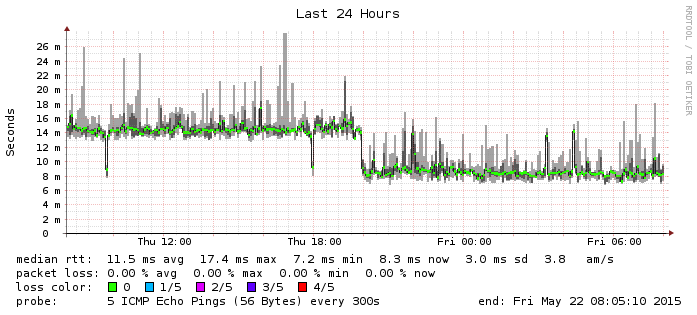 Last 24 Hours
RRDTOOL / TOBI OETIKER
Seconds
26 m
24 m
22 m
20 m
18 m
16 m
14 m
12 m
10 m
8 m
6 m
4 m
2 m
0
Thu 12:00 Thu 18:00 Fri 00:00 Fri 06:00
median rtt: 11.5 ms avg 17.4 ms max 7.2 ms min 8.3 ms now 3.0 ms sd 3.8 am/s
packet loss: 0.00 % avg 0.00 % max 0.00 % min 0.00 % now
loss color: 0 1/5 2/5 3/5 4/5
probe: 5 ICMP Echo Pings (56 Bytes) every 300s end: Fri May 22 08:05:10 2015